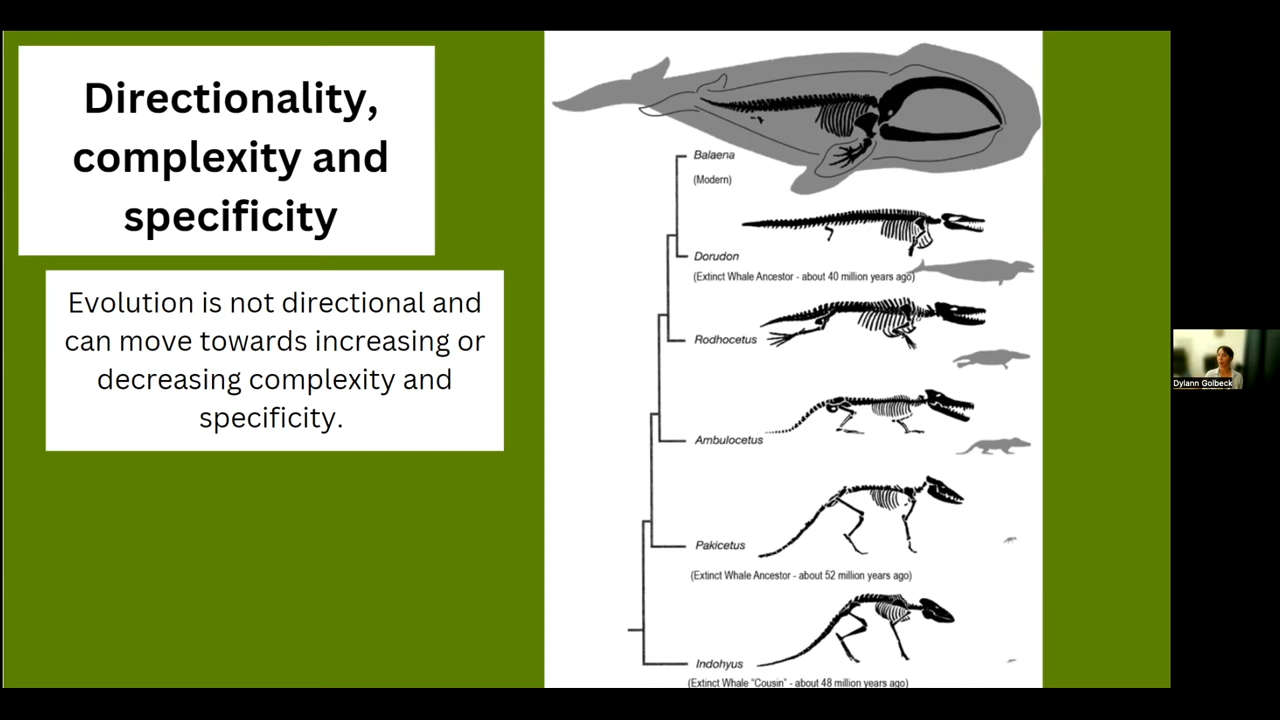 Directionality,
complexity and
specificity
Evolution is not directional and
can move towards increasing or
decreasing complexity and
specificity.
Balaena
(Modern)
Dorudon
(Extinct Whale Ancestor - about 40 million years ago)
Rodhocetus
Ambulocetus
Pakicetus
(Extinct Whale Ancestor - about 52 million years ago)
Indohyus
(Extinct Whale "Cousin" - about 48 million years ago)
Dylann Golbeck